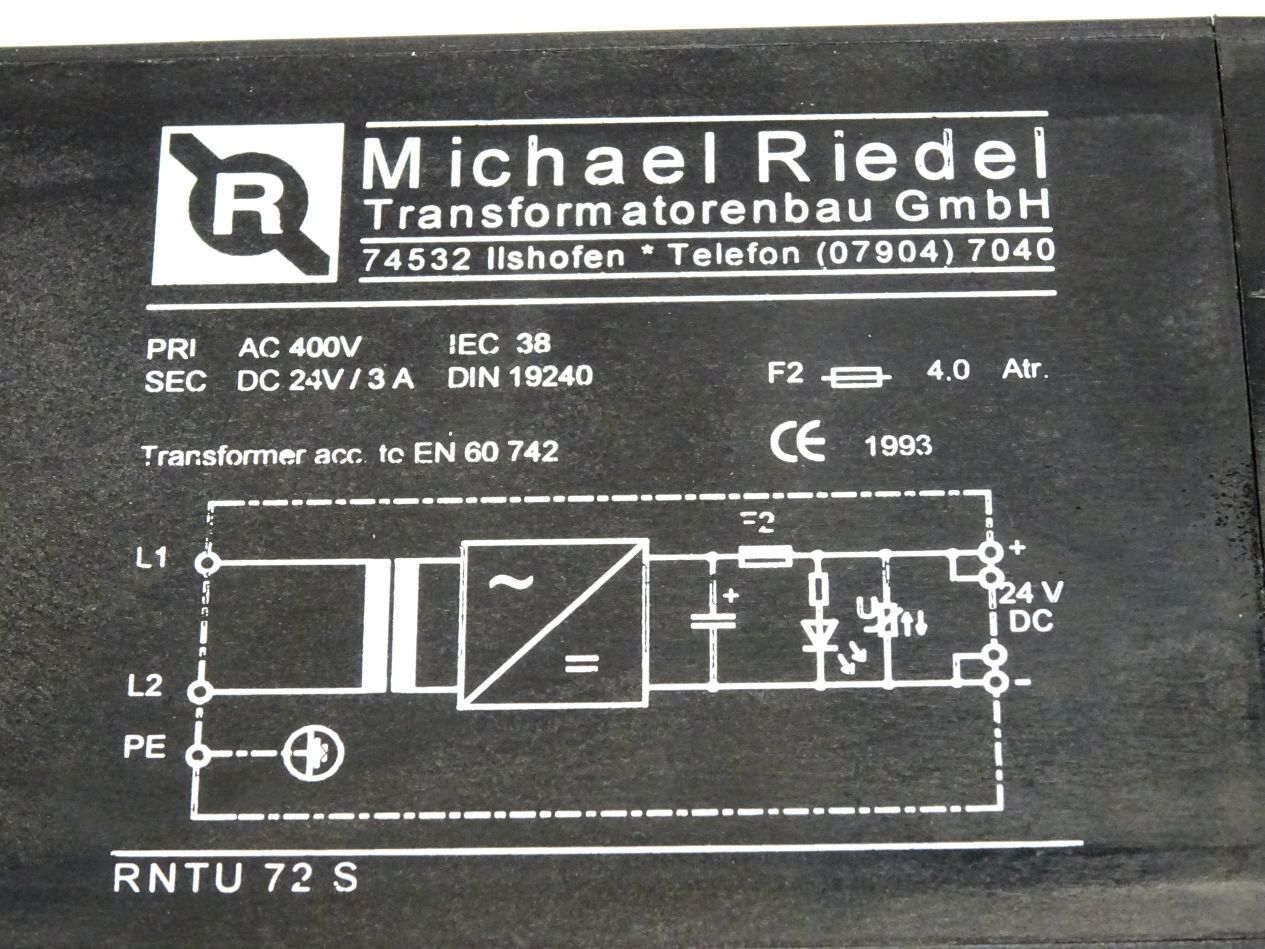 R
Michael Riedel
Transformatorenbau GmbH
74532 Ilshofen * Telefon (07904) 7040
PRI AC 400V IEC 38
SEC DC 24V / 3 A DIN 19240
F2 4.0 Atr.
Transformer acc. to EN 60 742
CE 1993
F2
L1
~
+
+
24 V
DC
U
=
L2
-
PE
RNTU 72 S